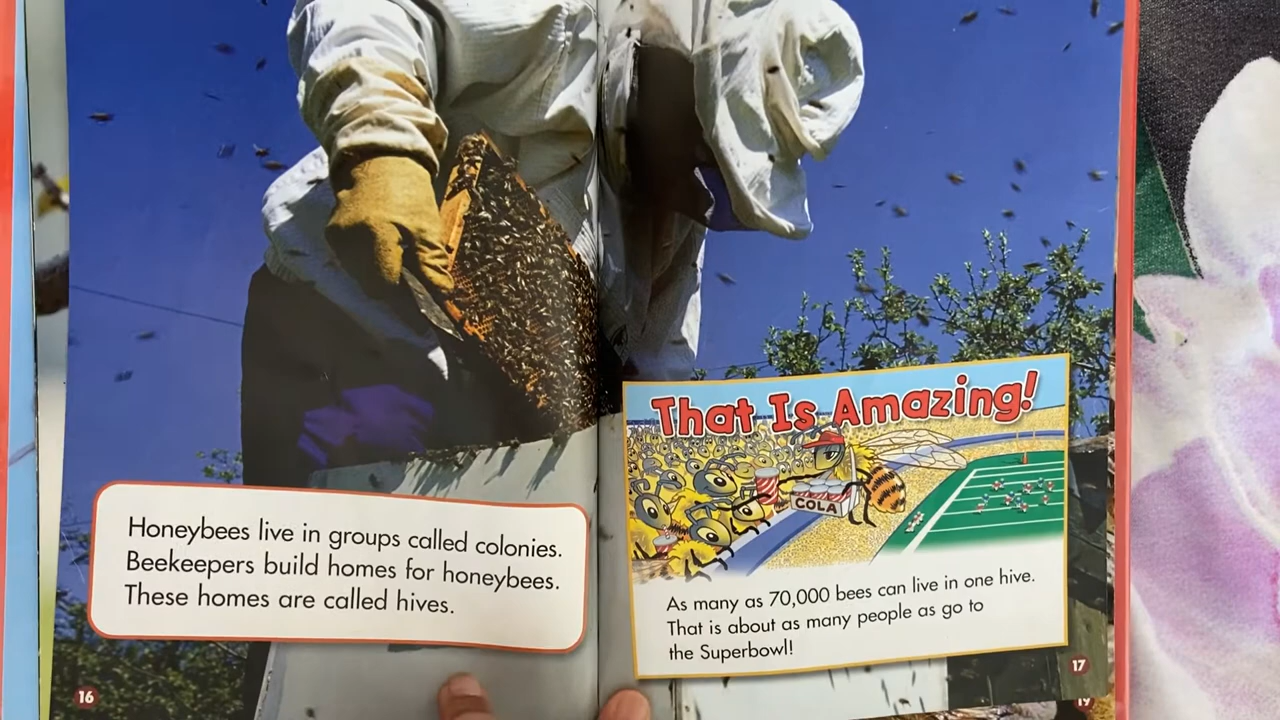 Honeybees live in groups called colonies.
Beekeepers build homes for honeybees.
These homes are called hives.
16
That Is Amazing!
COLA
As many as 70,000 bees can live in one hive.
That is about as many people as go to
the Superbowl!
17
19